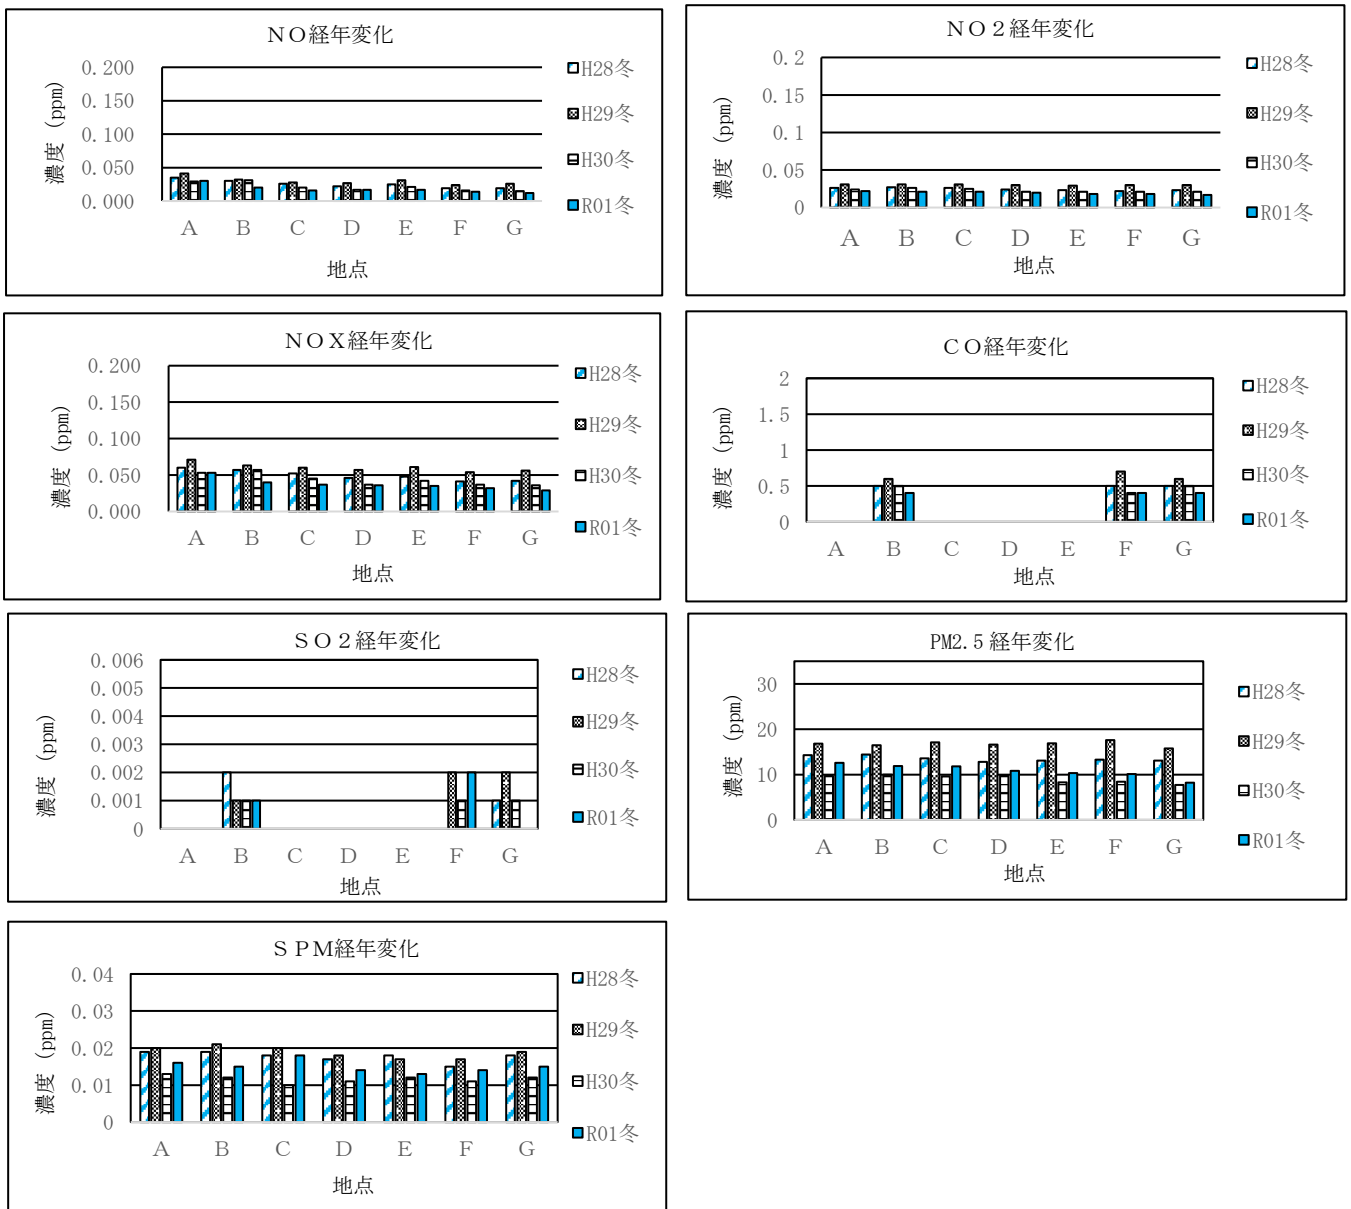 NO経年変化
濃度 (ppm)
0.200
0.150
0.100
0.050
0.000
A B C D E F G
地点
H28冬
H29冬
H30冬
R01冬
NO2経年変化
濃度 (ppm)
0.2
0.15
0.1
0.05
0
A B C D E F G
地点
H28冬
H29冬
H30冬
R01冬
NOX経年変化
濃度 (ppm)
0.200
0.150
0.100
0.050
0.000
A B C D E F G
地点
H28冬
H29冬
H30冬
R01冬
CO経年変化
濃度 (ppm)
2
1.5
1
0.5
0
A B C D E F G
地点
H28冬
H29冬
H30冬
R01冬
SO2経年変化
濃度 (ppm)
0.006
0.005
0.004
0.003
0.002
0.001
0
A B C D E F G
地点
H28冬
H29冬
H30冬
R01冬
PM2.5経年変化
濃度 (ppm)
30
20
10
0
A B C D E F G
地点
H28冬
H29冬
H30冬
R01冬
SPM経年変化
濃度 (ppm)
0.04
0.03
0.02
0.01
0
A B C D E F G
地点
H28冬
H29冬
H30冬
R01冬